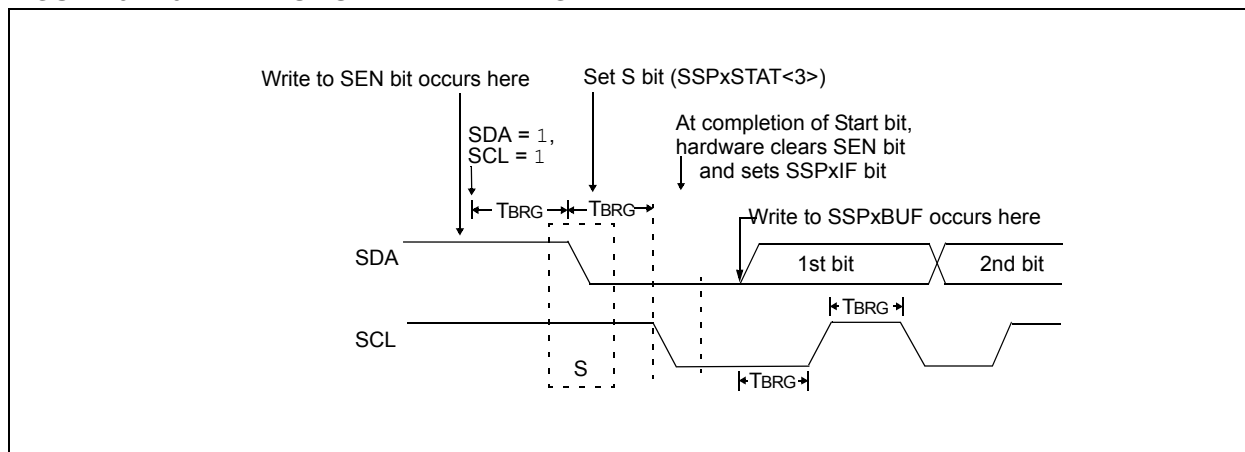 Write to SEN bit occurs here
Set S bit (SSPxSTAT<3>)
SDA = 1,
SCL = 1
At completion of Start bit,
hardware clears SEN bit
and sets SSPxIF bit
TBRG
TBRG
Write to SSPxBUF occurs here
SDA
1st bit
2nd bit
TBRG
SCL
S
TBRG